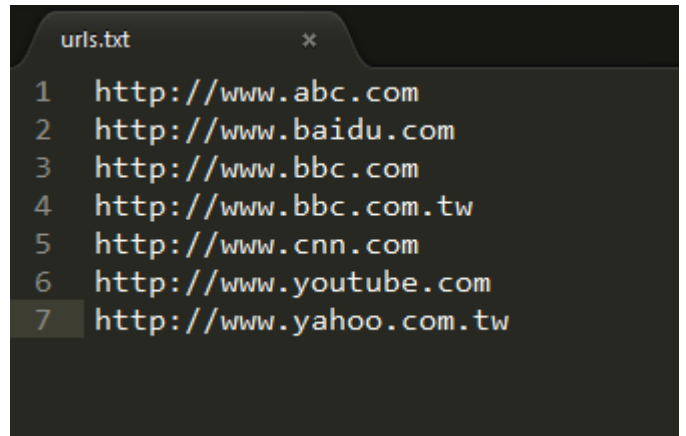 urls.txt ×
1 http://www.abc.com
2 http://www.baidu.com
3 http://www.bbc.com
4 http://www.bbc.com.tw
5 http://www.cnn.com
6 http://www.youtube.com
7 http://www.yahoo.com.tw